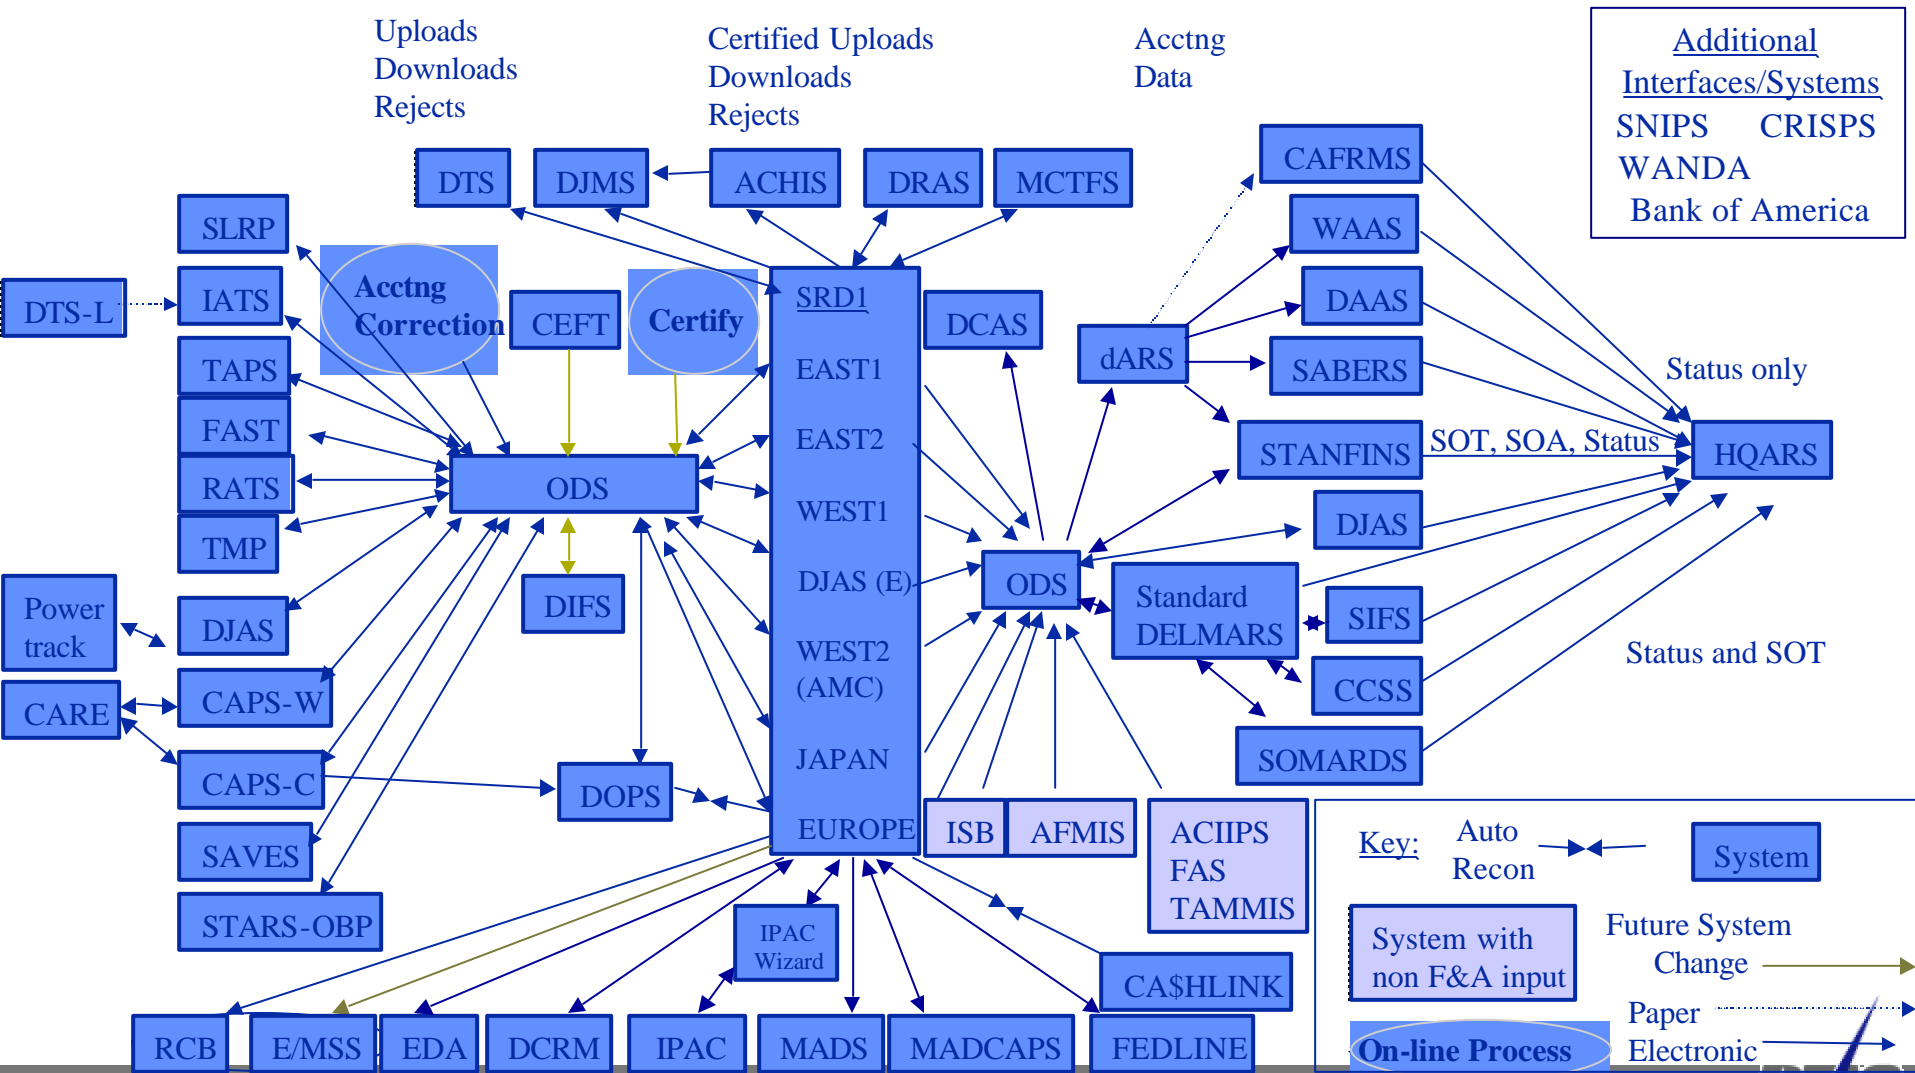 Uploads
Downloads
Rejects
Certified Uploads
Downloads
Rejects
Acctng
Data
Additional
Interfaces/Systems
SNIPS CRISPS
WANDA
Bank of America
DTS
DJMS
ACHIS
DRAS
MCTFS
CAFRMS
SLRP
WAAS
DTS-L
IATS
Acctng
Correction
CEFT
Certify
SRD1
DCAS
DAAS
TAPS
EAST1
dARS
SABERS
Status only
FAST
EAST2
STANFINS
SOT, SOA, Status
HQARS
RATS
ODS
WEST1
DJAS
TMP
DJAS (E)
ODS
Standard
DELMARS
SIFS
Power
track
DJAS
DIFS
WEST2
(AMC)
Status and SOT
CARE
CAPS-W
CCSS
CAPS-C
DOPS
JAPAN
SOMARDS
SAVES
EUROPE
ISB
AFMIS
ACIIPS
FAS
TAMMIS
STARS-OBP
IPAC
Wizard
CA$HLINK
RCB
E/MSS
EDA
DCRM
IPAC
MADS
MADCAPS
FEDLINE
Key:
Auto
Recon
System
System with
non F&A input
Future System
Change
Paper
Electronic
On-line Process